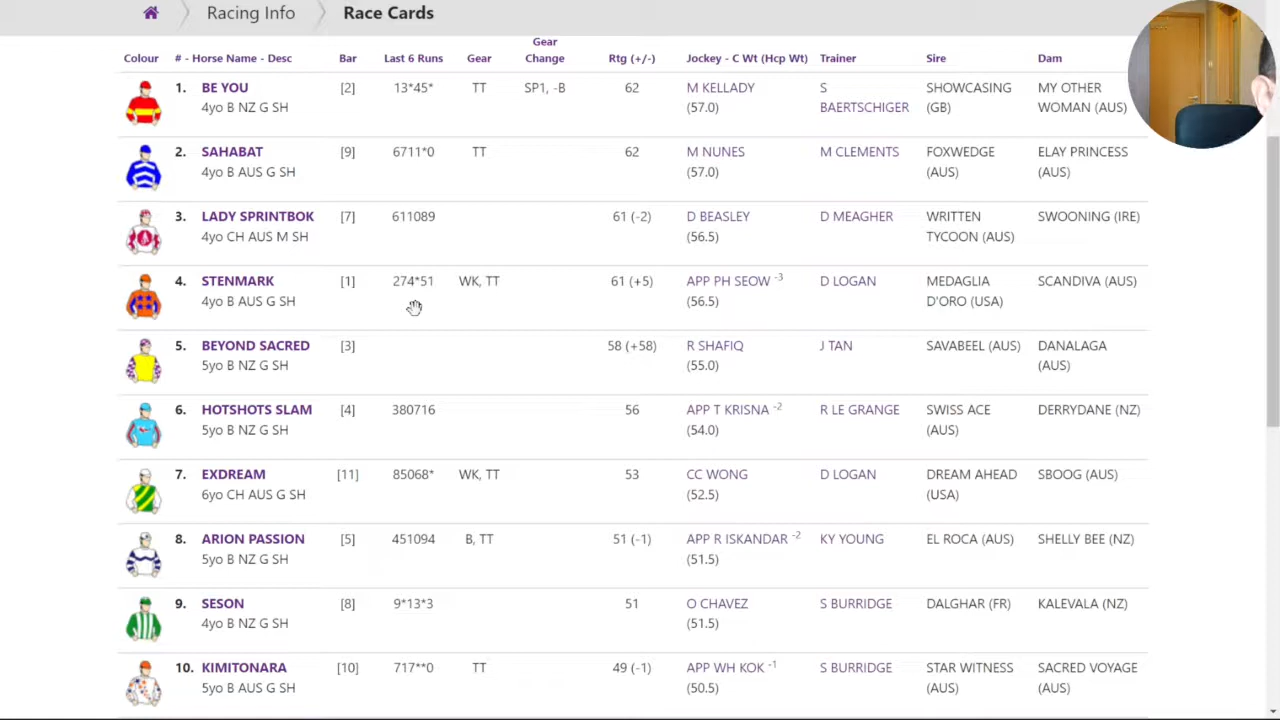 Racing Info
Race Cards
Colour # - Horse Name - Desc Bar Last 6 Runs Gear Gear Change Rtg (+/-) Jockey - C Wt (Hcp Wt) Trainer Sire Dam
1. BE YOU [2] 13*45* TT SP1, -B 62 M KELLADY S SHOWCASING MY OTHER
4yo B NZ G SH (57.0) BAERTSCHIGER (GB) WOMAN (AUS)
2. SAHABAT [9] 6711*0 TT 62 M NUNES M CLEMENTS FOXWEDGE ELAY PRINCESS
4yo B AUS G SH (57.0) (AUS) (AUS)
3. LADY SPRINTBOK [7] 611089 61 (-2) D BEASLEY D MEAGHER WRITTEN SWOONING (IRE)
4yo CH AUS M SH (56.5) TYCOON (AUS)
4. STENMARK [1] 274*51 WK, TT 61 (+5) APP PH SEOW -3 D LOGAN MEDAGLIA SCANDIVA (AUS)
4yo B AUS G SH (56.5) D'ORO (USA)
5. BEYOND SACRED [3] 58 (+58) R SHAFIQ J TAN SAVABEEL (AUS) DANALAGA
5yo B NZ G SH (55.0) (AUS)
6. HOTSHOTS SLAM [4] 380716 56 APP T KRISNA -2 R LE GRANGE SWISS ACE DERRYDANE (NZ)
5yo B NZ G SH (54.0) (AUS)
7. EXDREAM [11] 85068* WK, TT 53 CC WONG D LOGAN DREAM AHEAD SBOOG (AUS)
6yo CH AUS G SH (52.5) (USA)
8. ARION PASSION [5] 451094 B, TT 51 (-1) APP R ISKANDAR -2 KY YOUNG EL ROCA (AUS) SHELLY BEE (NZ)
5yo B NZ G SH (51.5)
9. SESON [8] 9*13*3 51 O CHAVEZ S BURRIDGE DALGHAR (FR) KALEVALA (NZ)
4yo B NZ G SH (51.5)
10. KIMITONARA [10] 717**0 TT 49 (-1) APP WH KOK -1 S BURRIDGE STAR WITNESS SACRED VOYAGE
5yo B AUS G SH (50.5) (AUS) (AUS)